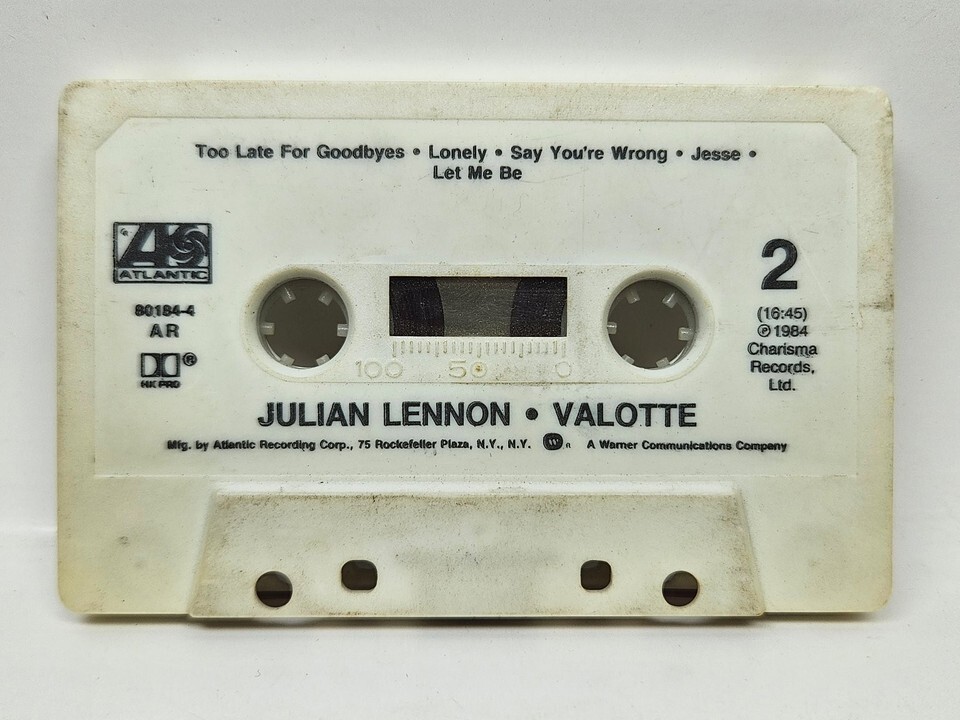 Too Late For Goodbyes • Lonely • Say You're Wrong • Jesse •
Let Me Be
ATLANTIC
80184-4
AR
®
HX PRO
2
(16:45)
℗1984
Charisma
Records,
Ltd.
100 50 0
JULIAN LENNON • VALOTTE
Mfg. by Atlantic Recording Corp., 75 Rockefeller Plaza, N.Y., N.Y. A Warner Communications Company